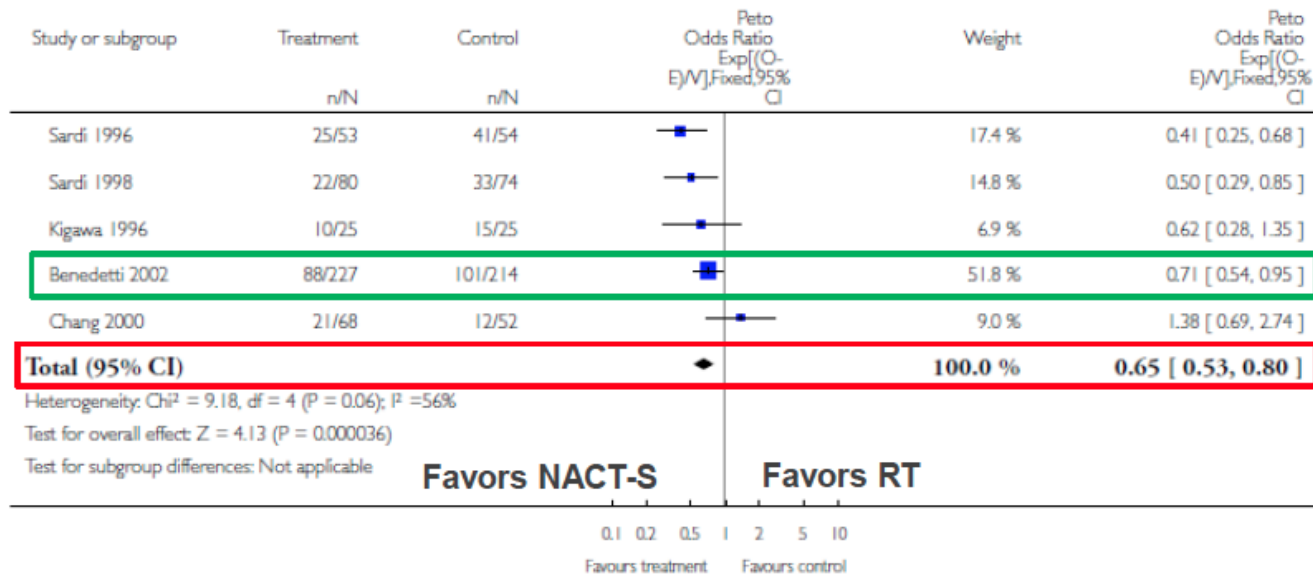 Study or subgroup Treatment Control Peto Odds Ratio Exp[(O-E)/V],Fixed,95% CI Weight Peto Odds Ratio Exp[(O-E)/V],Fixed,95% CI
n/N n/N
Sardi 1996 25/53 41/54 17.4 % 0.41 [ 0.25, 0.68 ]
Sardi 1998 22/80 33/74 14.8 % 0.50 [ 0.29, 0.85 ]
Kigawa 1996 10/25 15/25 6.9 % 0.62 [ 0.28, 1.35 ]
Benedetti 2002 88/227 101/214 51.8 % 0.71 [ 0.54, 0.95 ]
Chang 2000 21/68 12/52 9.0 % 1.38 [ 0.69, 2.74 ]
Total (95% CI) 100.0 % 0.65 [ 0.53, 0.80 ]
Heterogeneity: Chi² = 9.18, df = 4 (P = 0.06); I² =56%
Test for overall effect: Z = 4.13 (P = 0.000036)
Test for subgroup differences: Not applicable
Favors NACT-S Favors RT
0.1 0.2 0.5 1 2 5 10
Favours treatment Favours control